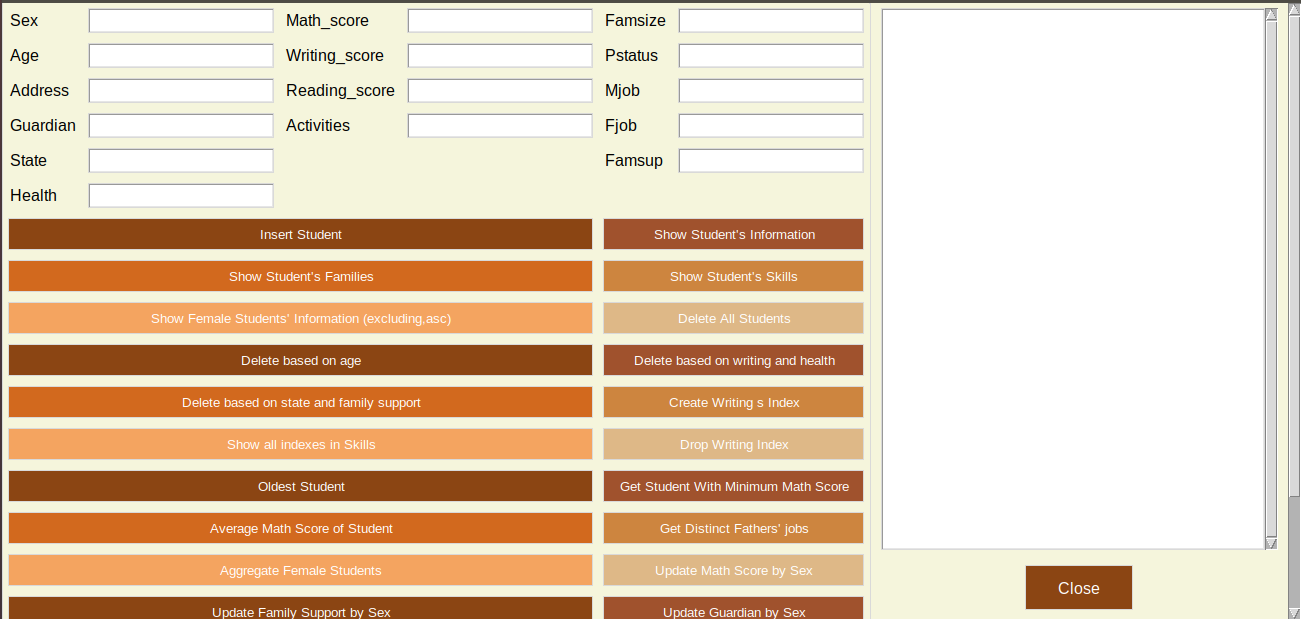 Sex Math_score Famsize
Age Writing_score Pstatus
Address Reading_score Mjob
Guardian Activities Fjob
State Famsup
Health
Insert Student Show Student's Information
Show Student's Families Show Student's Skills
Show Female Students' Information (excluding,asc) Delete All Students
Delete based on age Delete based on writing and health
Delete based on state and family support Create Writing s Index
Show all indexes in Skills Drop Writing Index
Oldest Student Get Student With Minimum Math Score
Average Math Score of Student Get Distinct Fathers' jobs
Aggregate Female Students Update Math Score by Sex
Close
Update Family Support by Sex Update Guardian by Sex